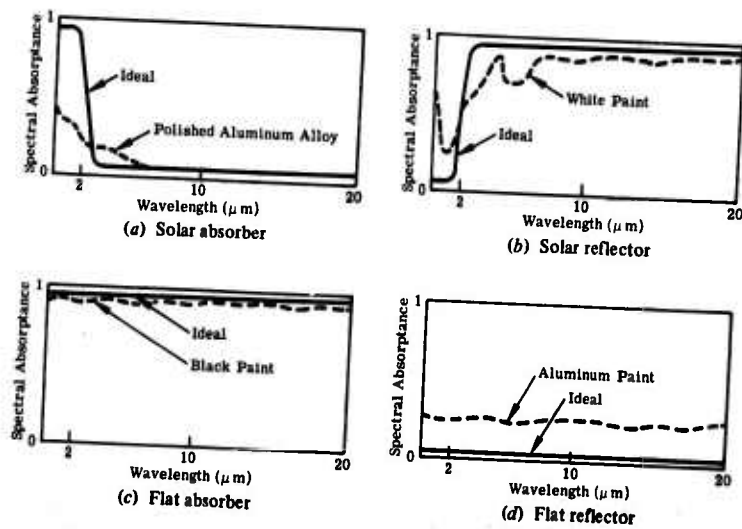 1
Spectral Absorptance
Ideal
Polished Aluminum Alloy
0
2
10
20
Wavelength (μm)
(a) Solar absorber
1
Spectral Absorptance
White Paint
Ideal
0
2
10
20
Wavelength (μm)
(b) Solar reflector
1
Spectral Absorptance
Ideal
Black Paint
0
2
10
20
Wavelength (μm)
(c) Flat absorber
1
Spectral Absorptance
Aluminum Paint
Ideal
0
2
10
20
Wavelength (μm)
(d) Flat reflector